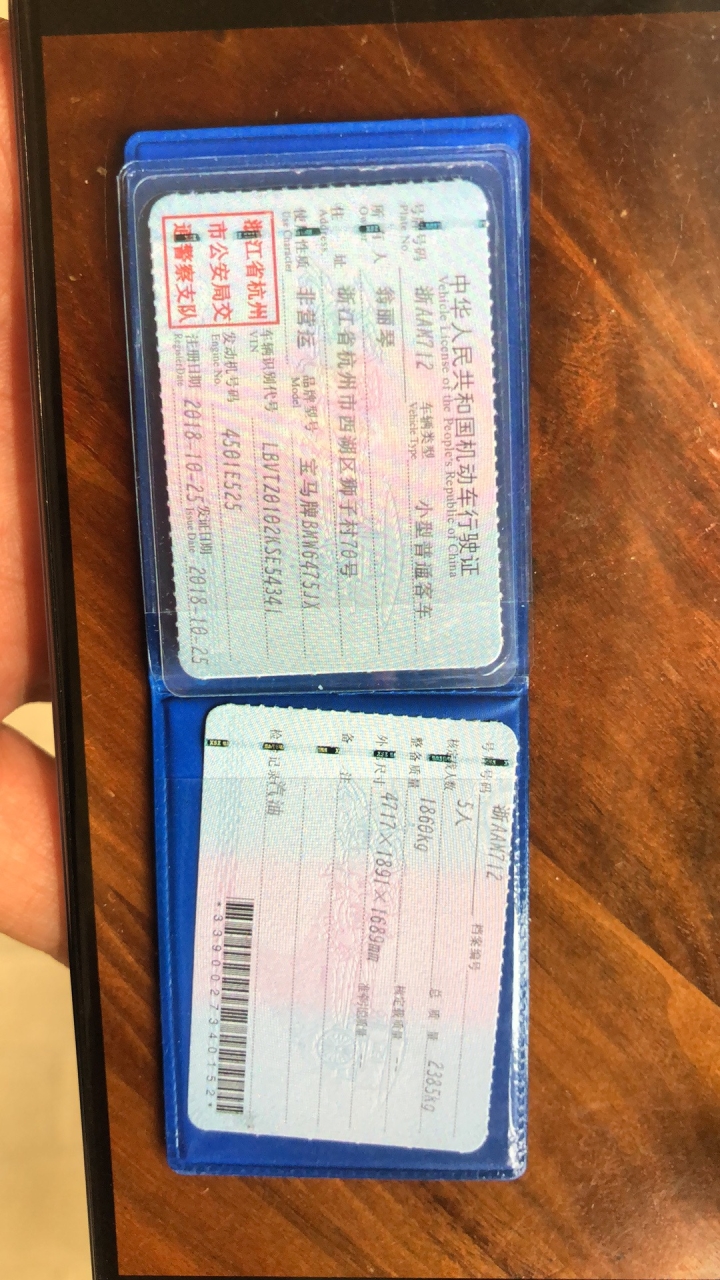 中华人民共和国机动车行驶证
Vehicle License of the People's Republic of China
号牌号码 浙AAM712 车辆类型 小型普通客车
Plate No. Vehicle Type
所有人 翁丽琴
Owner
住址 浙江省杭州市西湖区狮子村70号
Address
使用性质 非营运 品牌型号 宝马牌BMW6475JX
Use Character Model
浙江省杭州
市公安局交
通警察支队
车辆识别代号 LBVTZ0102KSE54341
VIN
发动机号码 4501E525
Engine No.
注册日期 2018-10-25 发证日期 2018-10-25
Register Date Issue Date
号牌号码 浙AAM712 档案编号
核定载人数 5人 总质量 2385kg
整备质量 1860kg 核定载质量 --
外廓尺寸 4717×1891×1689mm 准牵引总质量 --
备注
检验记录 汽油
*3390027340152*